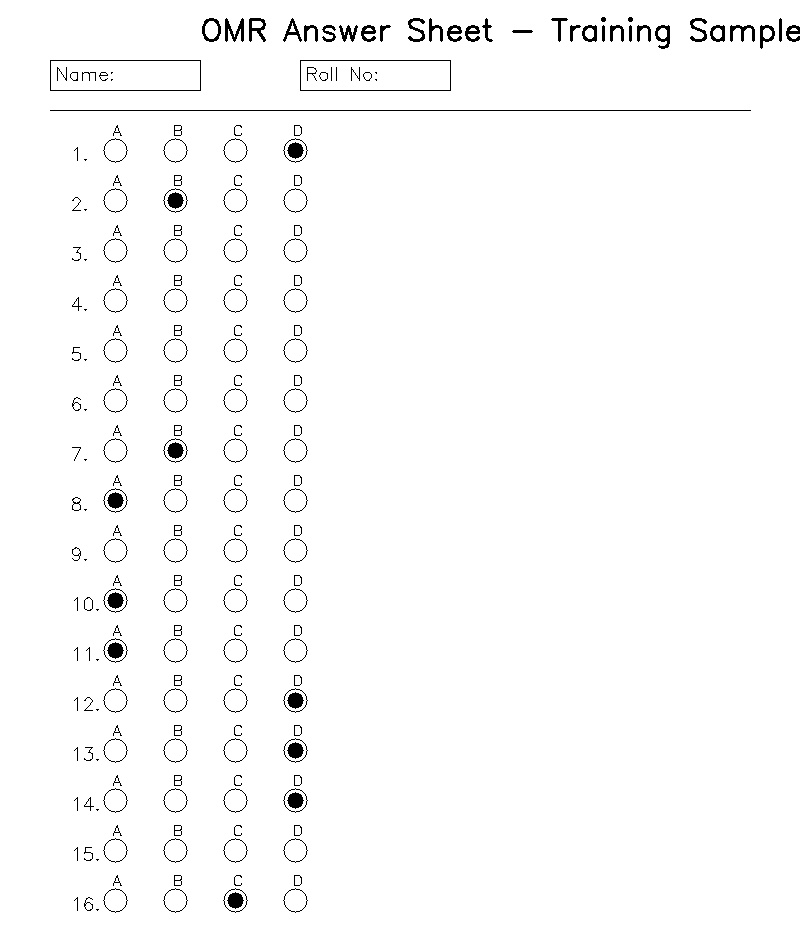 OMR Answer Sheet - Training Sample
Name: Roll No:
A B C D
1.
A B C D
2.
A B C D
3.
A B C D
4.
A B C D
5.
A B C D
6.
A B C D
7.
A B C D
8.
A B C D
9.
A B C D
10.
A B C D
11.
A B C D
12.
A B C D
13.
A B C D
14.
A B C D
15.
A B C D
16.